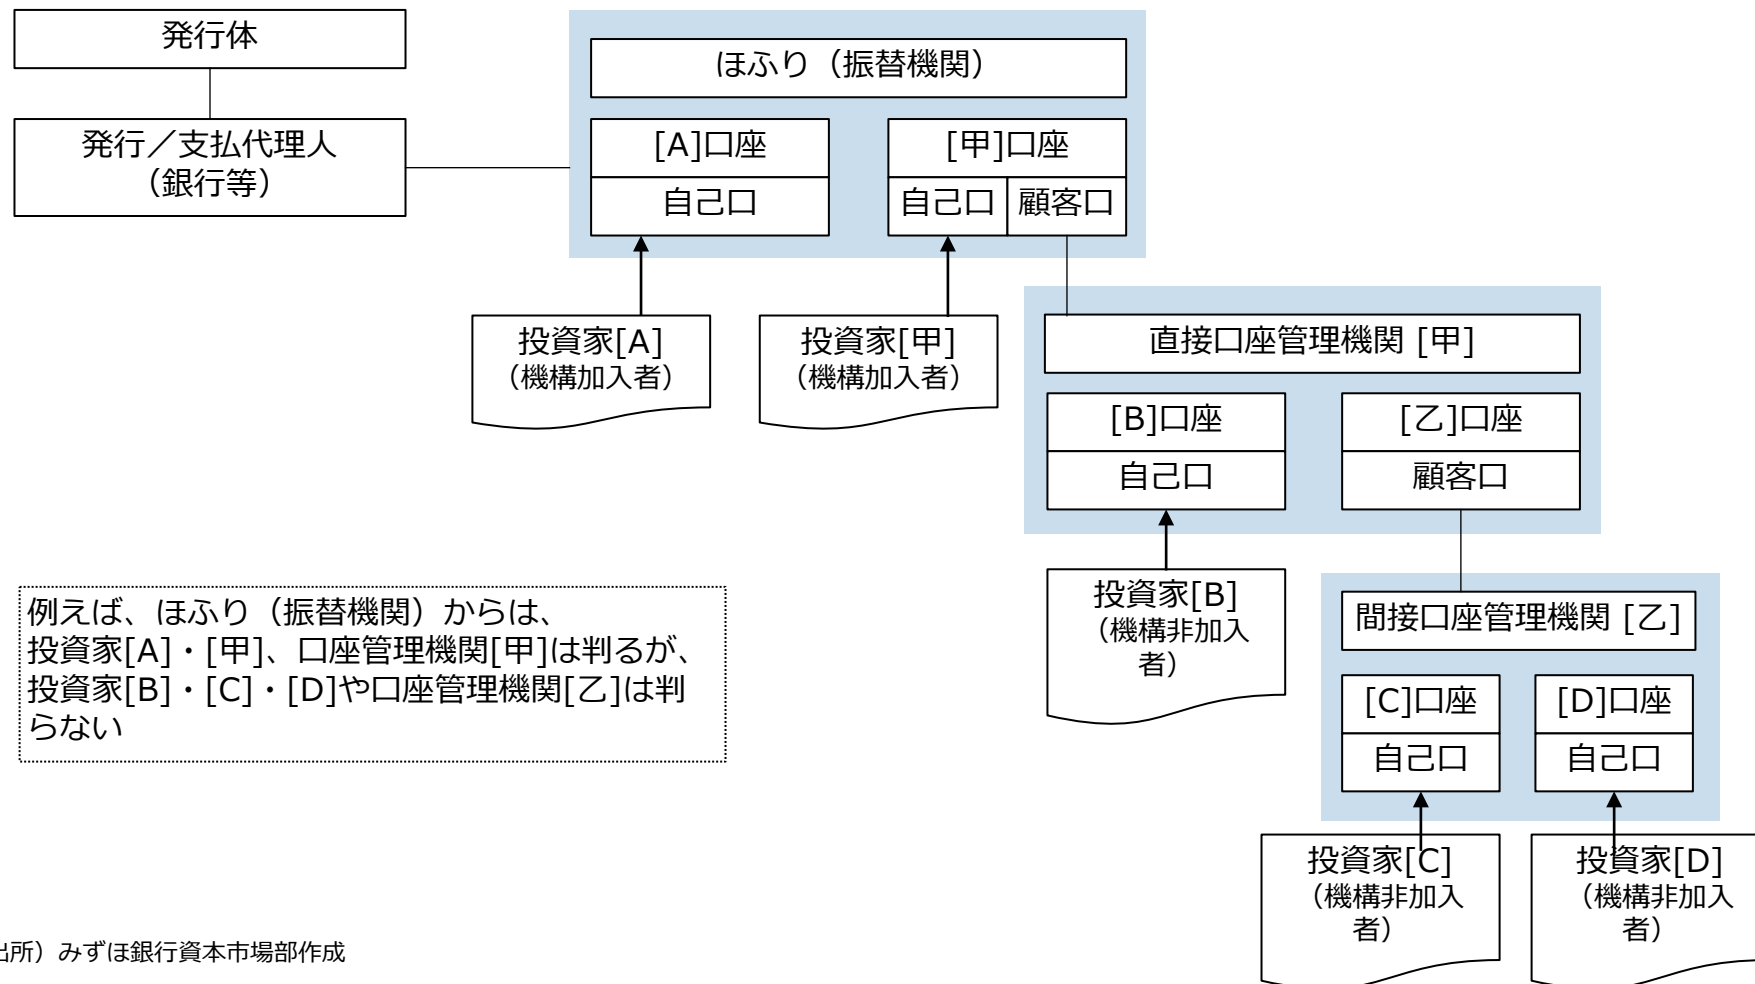 発行体
発行／支払代理人
（銀行等）
ほふり（振替機関）
[A]口座
自己口
[甲]口座
自己口
顧客口
投資家[A]
（機構加入者）
投資家[甲]
（機構加入者）
直接口座管理機関 [甲]
[B]口座
自己口
[乙]口座
顧客口
投資家[B]
（機構非加入
者）
間接口座管理機関 [乙]
[C]口座
自己口
[D]口座
自己口
投資家[C]
（機構非加入
者）
投資家[D]
（機構非加入
者）
例えば、ほふり（振替機関）からは、
投資家[A]・[甲]、口座管理機関[甲]は判るが、
投資家[B]・[C]・[D]や口座管理機関[乙]は判
らない
出所）みずほ銀行資本市場部作成